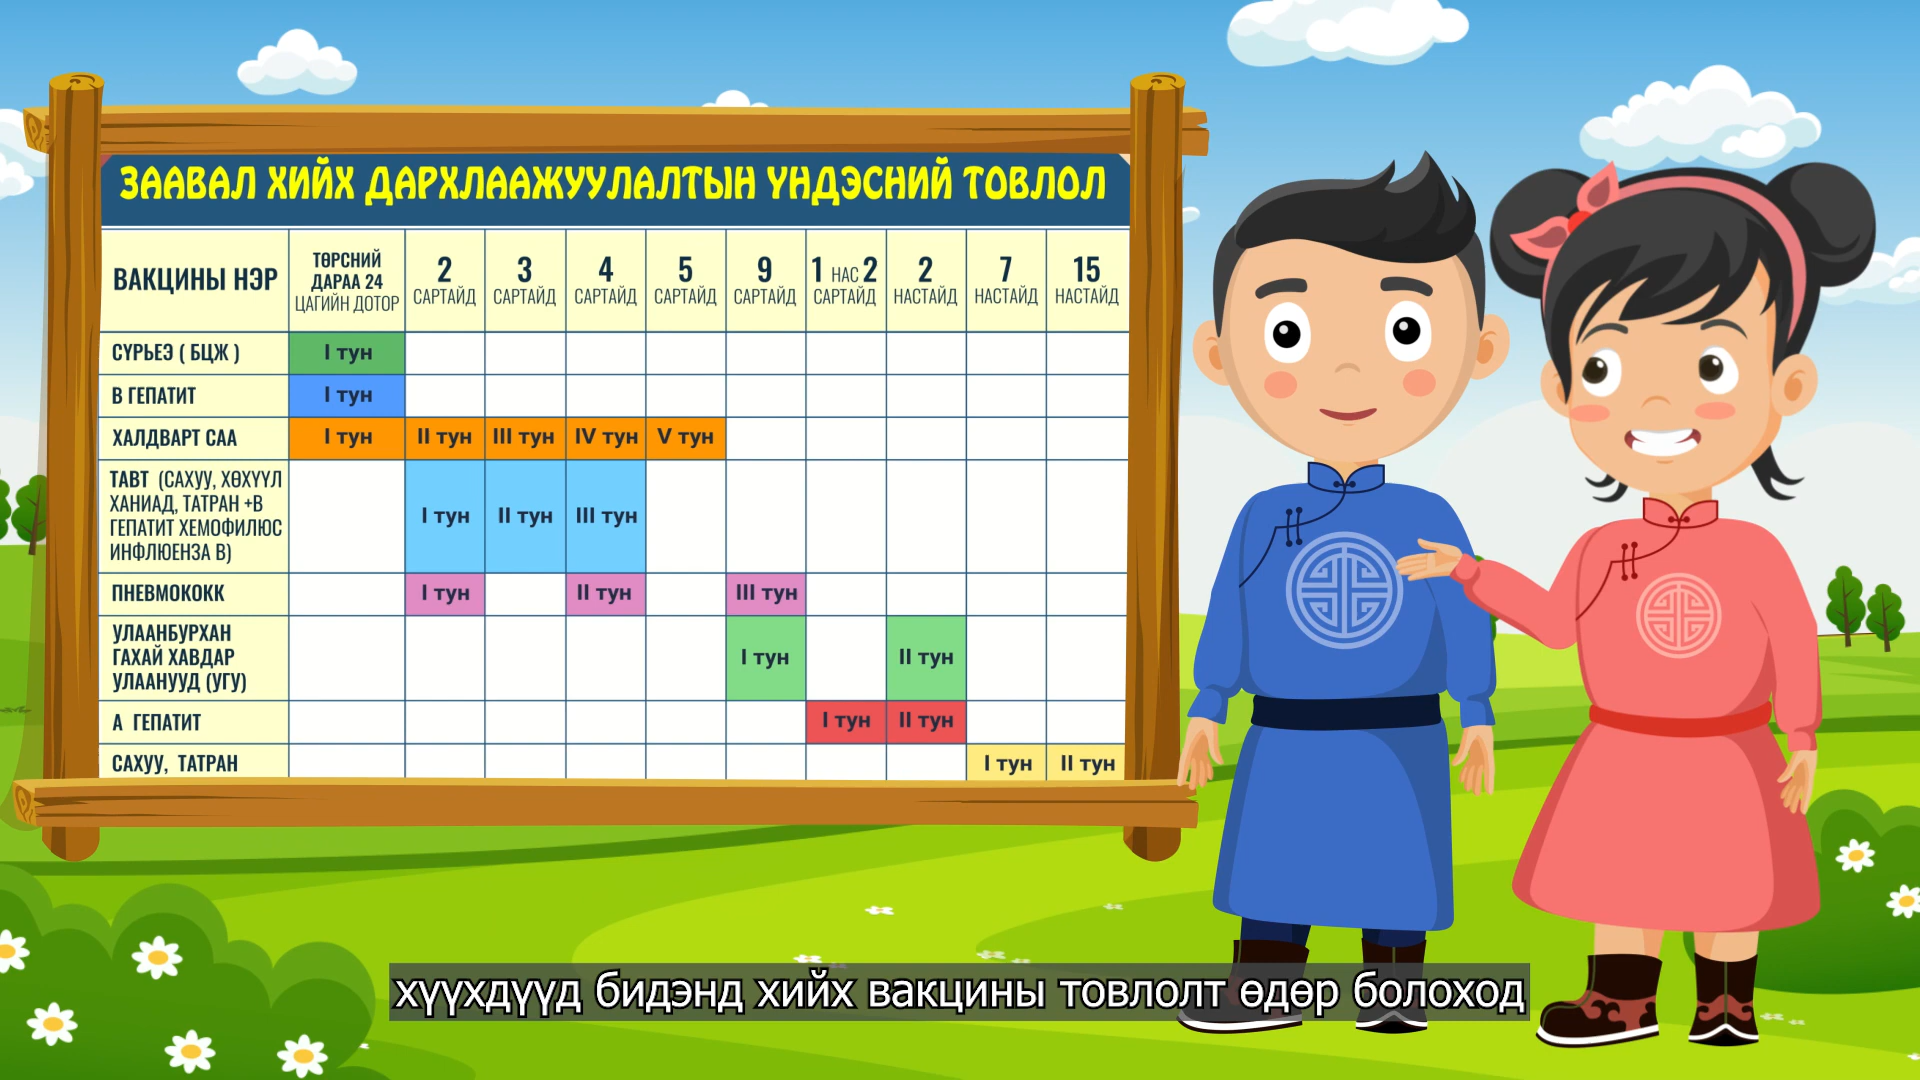 ЗААВАЛ ХИЙХ ДАРХЛААЖУУЛАЛТЫН ҮНДЭСНИЙ ТОВЛОЛ
ВАКЦИНЫ НЭР
ТӨРСНИЙ
ДАРАА 24
ЦАГИЙН ДОТОР
2
САРТАЙД
3
САРТАЙД
4
САРТАЙД
5
САРТАЙД
9
САРТАЙД
1 НАС 2
САРТАЙД
2
НАСТАЙД
7
НАСТАЙД
15
НАСТАЙД
СҮРЬЕЭ ( БЦЖ )
I тун
В ГЕПАТИТ
I тун
ХАЛДВАРТ САА
I тун
II тун
III тун
IV тун
V тун
ТАВТ (САХУУ, ХӨХҮҮЛ
ХАНИАД, ТАТРАН +В
ГЕПАТИТ ХЕМОФИЛЮС
ИНФЛЮЕНЗА В)
I тун
II тун
III тун
ПНЕВМОКОКК
I тун
II тун
III тун
УЛААНБУРХАН
ГАХАЙ ХАВДАР
УЛААНУУД (УГУ)
I тун
II тун
А ГЕПАТИТ
I тун
II тун
САХУУ, ТАТРАН
I тун
II тун
хүүхдүүд бидэнд хийх вакцины товлолт өдөр болоход